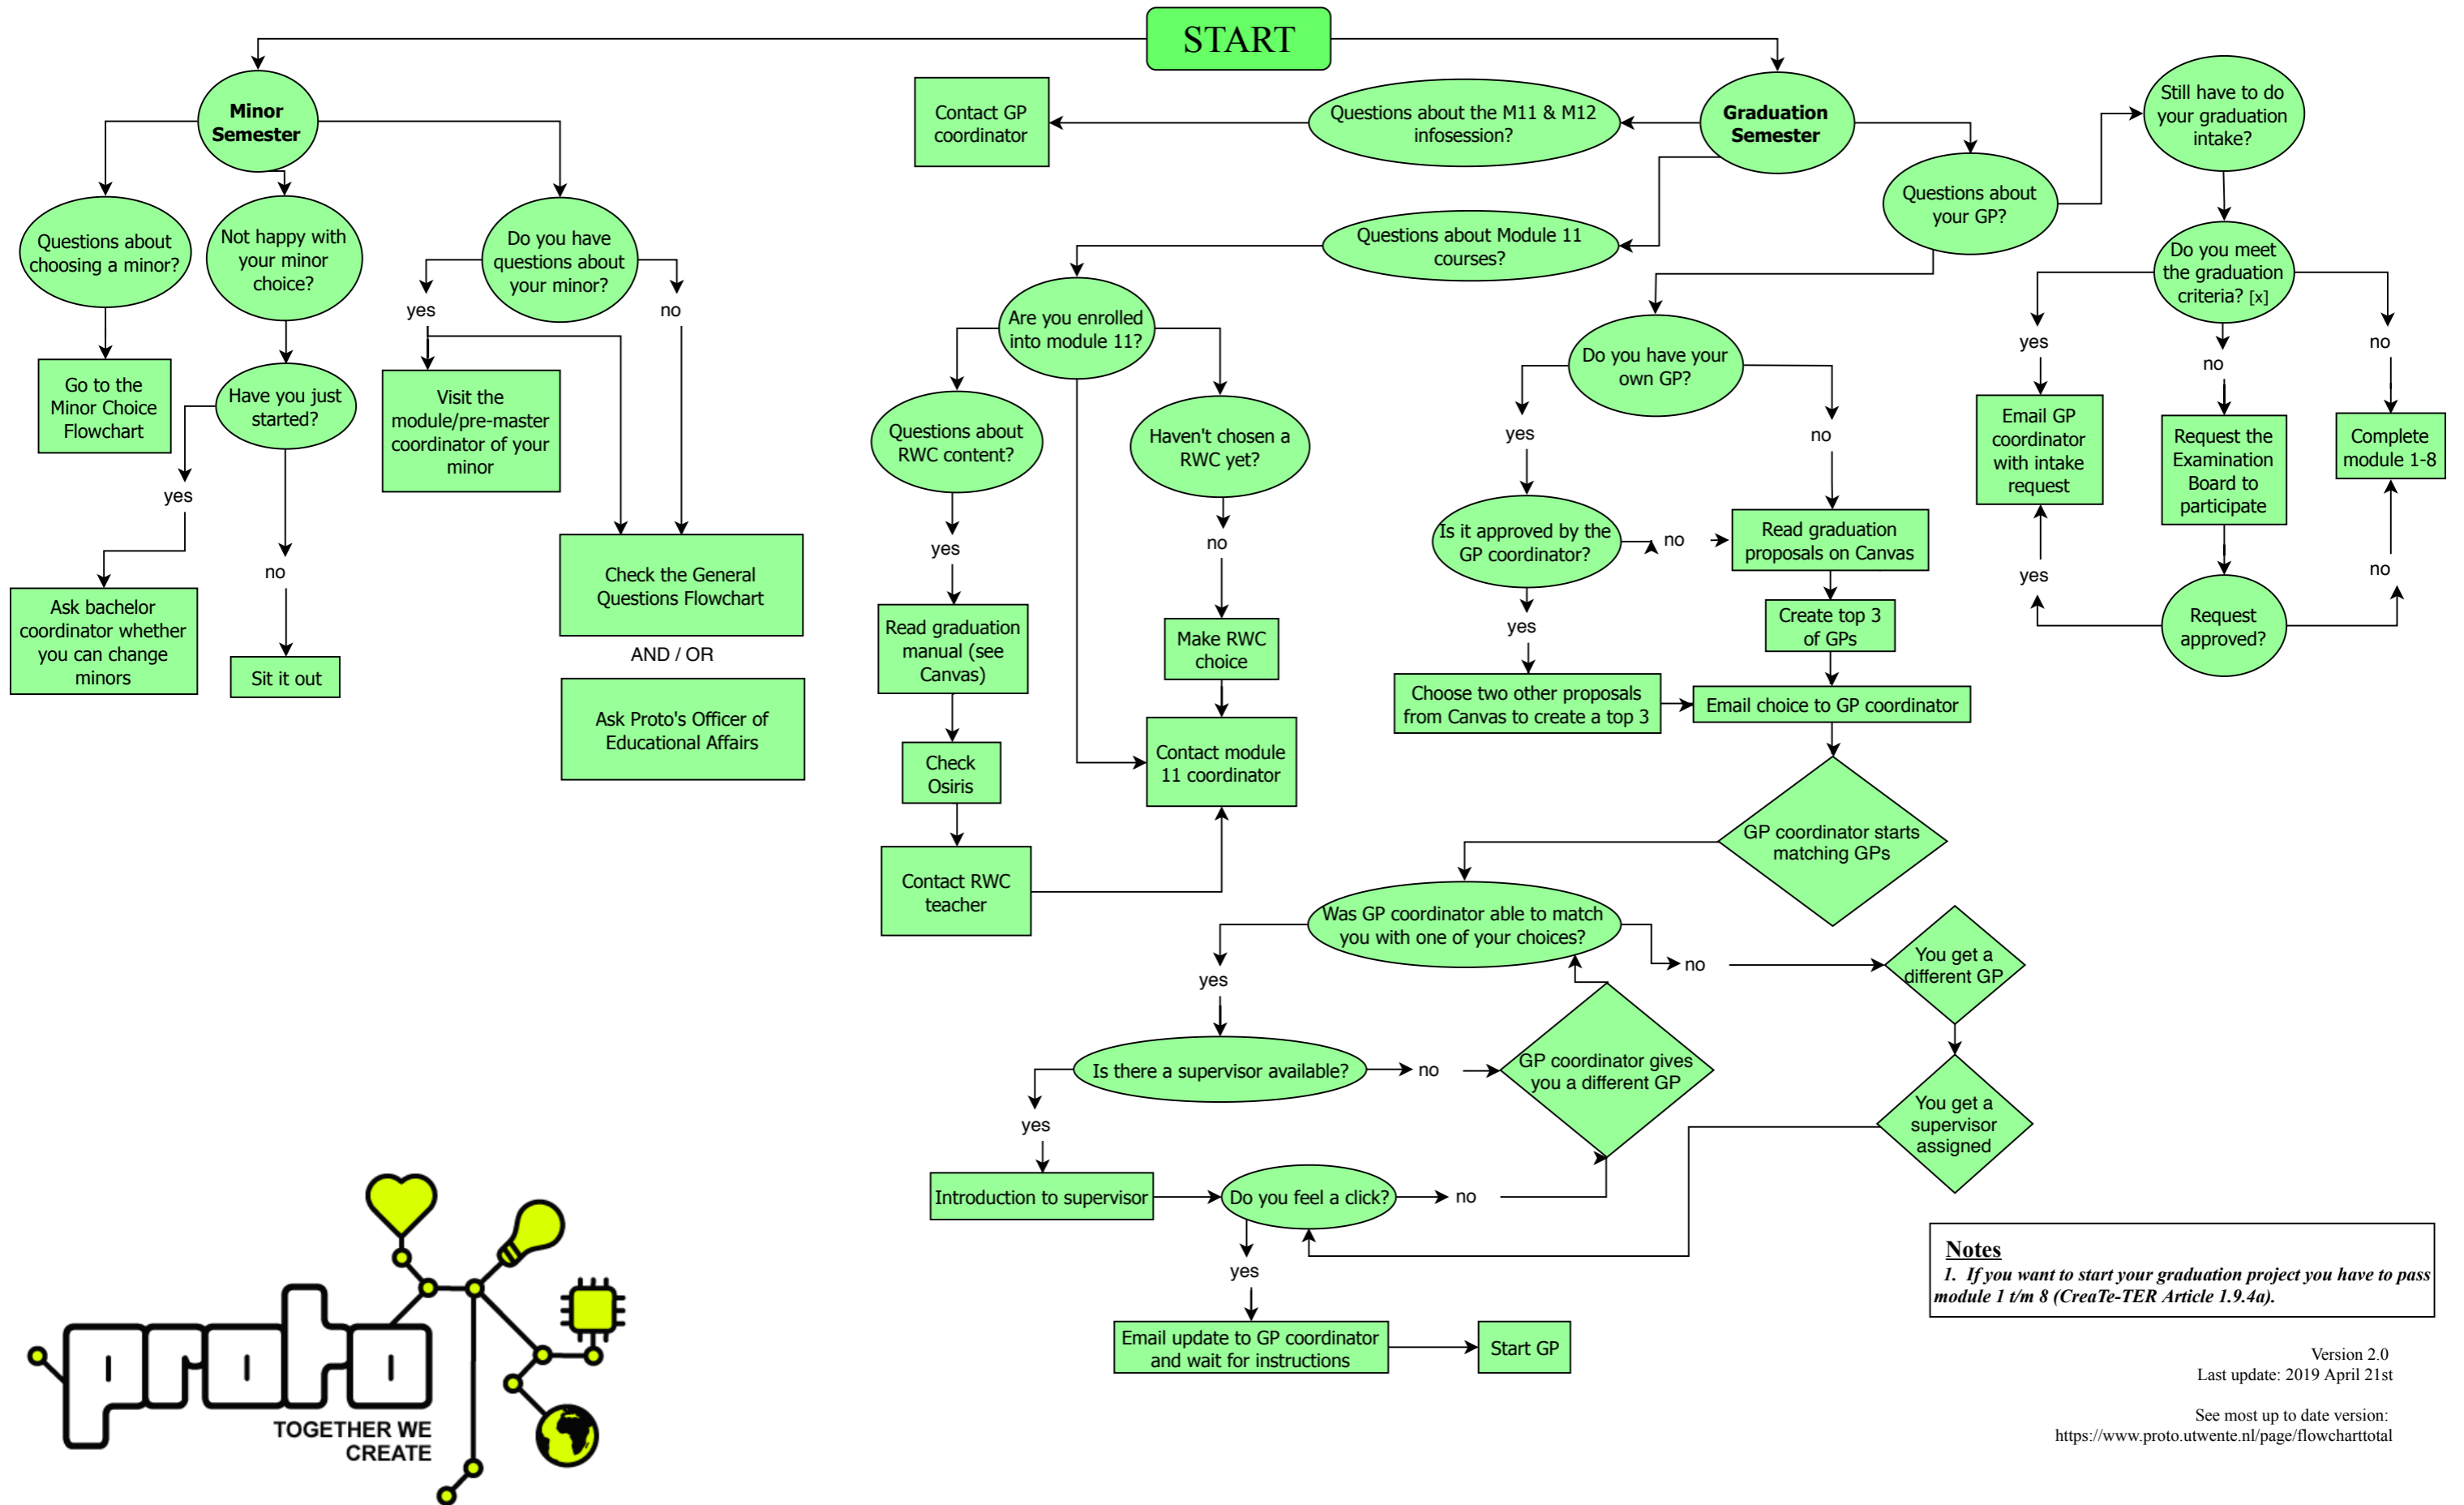 START
Minor
Semester
Questions about
choosing a minor?
Go to the
Minor Choice
Flowchart
Not happy with
your minor
choice?
Have you just
started?
yes
Ask bachelor
coordinator whether
you can change
minors
no
Sit it out
Do you have
questions about
your minor?
yes
no
Visit the
module/pre-master
coordinator of your
minor
Check the General
Questions Flowchart
AND / OR
Ask Proto's Officer of
Educational Affairs
Graduation
Semester
Questions about the M11 & M12
infosession?
Contact GP
coordinator
Questions about Module 11
courses?
Are you enrolled
into module 11?
Questions about
RWC content?
yes
Read graduation
manual (see
Canvas)
Check
Osiris
Contact RWC
teacher
Haven't chosen a
RWC yet?
no
Make RWC
choice
Contact module
11 coordinator
Questions about
your GP?
Do you have your
own GP?
yes
no
Is it approved by the
GP coordinator?
no
Read graduation
proposals on Canvas
yes
Create top 3
of GPs
Choose two other proposals
from Canvas to create a top 3
Email choice to GP coordinator
GP coordinator starts
matching GPs
Was GP coordinator able to match
you with one of your choices?
yes
no
You get a
different GP
Is there a supervisor available?
no
GP coordinator gives
you a different GP
You get a
supervisor
assigned
yes
Introduction to supervisor
Do you feel a click?
no
yes
Email update to GP coordinator
and wait for instructions
Start GP
Still have to do
your graduation
intake?
Do you meet
the graduation
criteria? [x]
yes
no
no
Email GP
coordinator
with intake
request
Request the
Examination
Board to
participate
Complete
module 1-8
yes
no
Request
approved?
proto
TOGETHER WE
CREATE
Notes
1. If you want to start your graduation project you have to pass
module 1 t/m 8 (CreaTe-TER Article 1.9.4a).
Version 2.0
Last update: 2019 April 21st
See most up to date version:
https://www.proto.utwente.nl/page/flowcharttotal